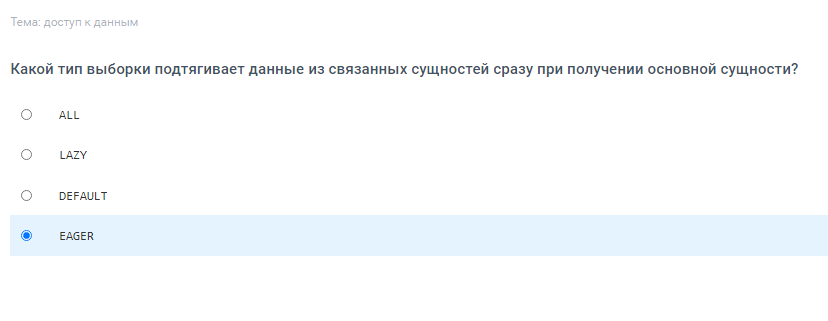 Тема: доступ к данным
Какой тип выборки подтягивает данные из связанных сущностей сразу при получении основной сущности?
ALL
LAZY
DEFAULT
EAGER